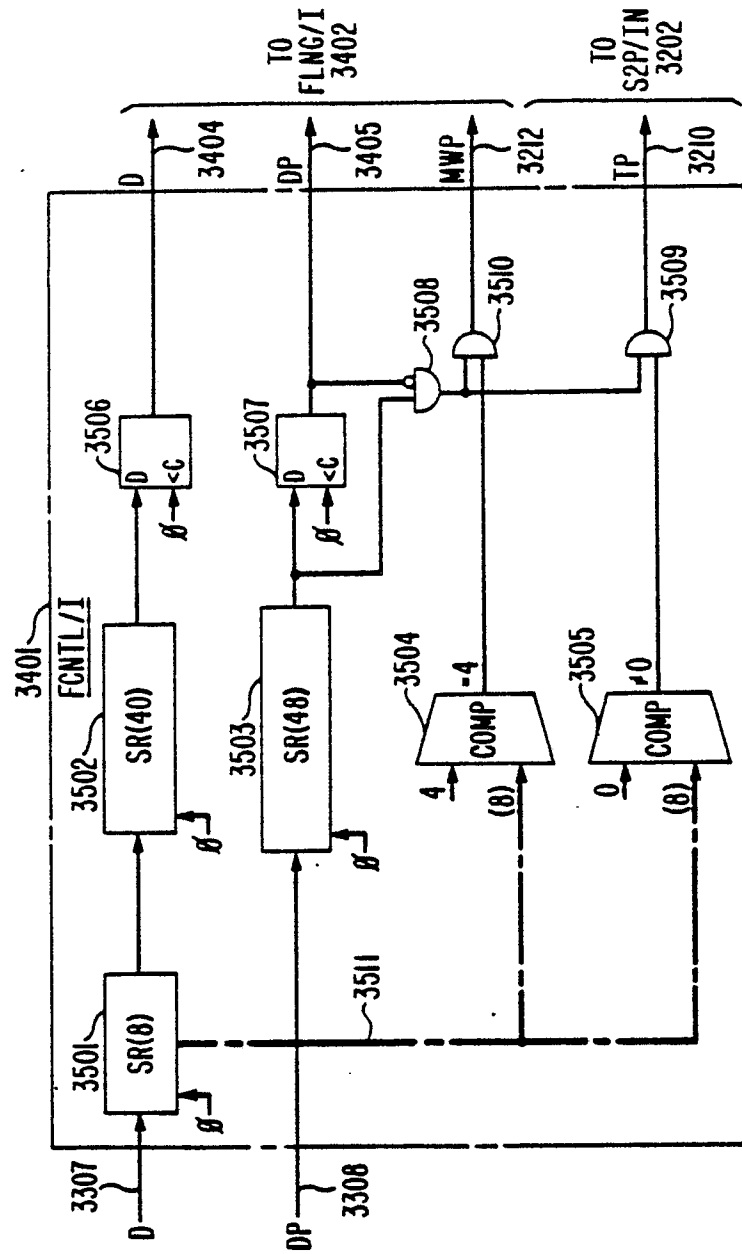 3401
FCNTL/I
3307
D
3501
SR(8)
Ø
3502
SR(40)
Ø
3506
D
<C
Ø
D
3404
TO
FLNG/I
3402
DP
3308
3503
SR(48)
Ø
3507
D
<C
Ø
DP
3405
3508
3511
4
(8)
COMP
=4
3504
3510
MWP
3212
0
(8)
COMP
≠0
3505
3509
TP
3210
TO
S2P/IN
3202